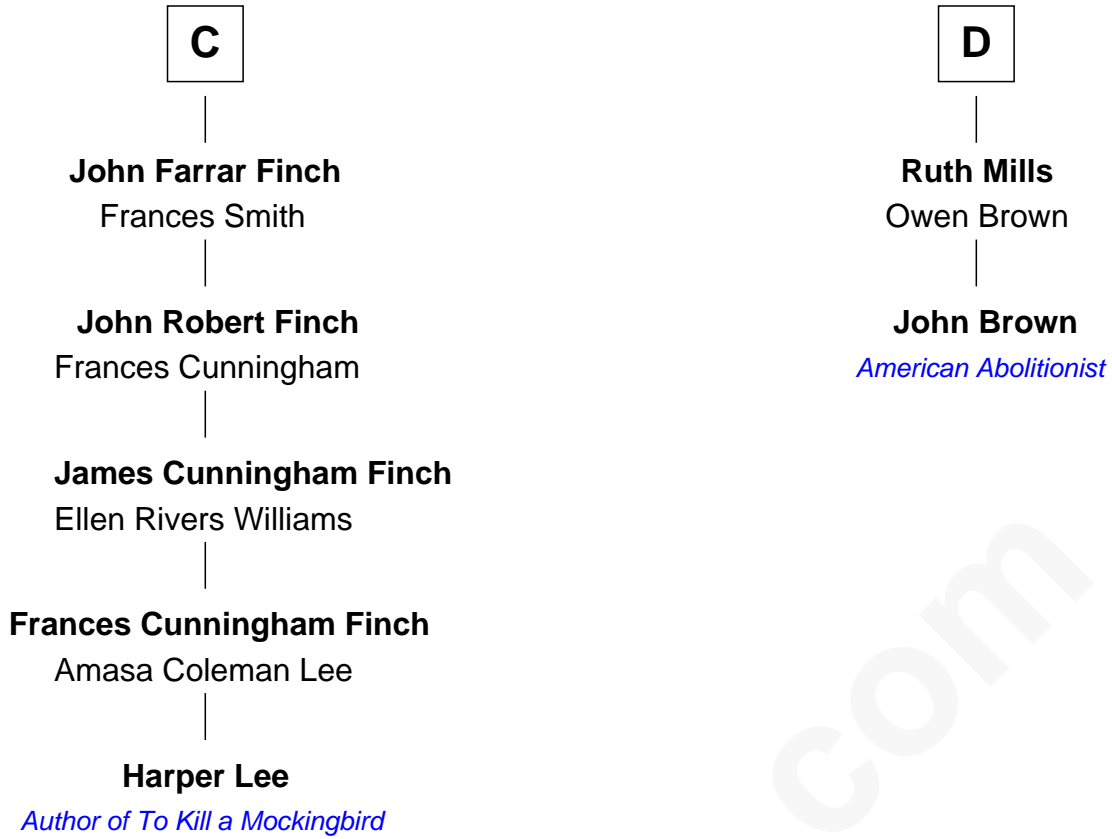 C
John Farrar Finch
Frances Smith
John Robert Finch
Frances Cunningham
James Cunningham Finch
Ellen Rivers Williams
Frances Cunningham Finch
Amasa Coleman Lee
Harper Lee
Author of To Kill a Mockingbird
D
Ruth Mills
Owen Brown
John Brown
American Abolitionist
com